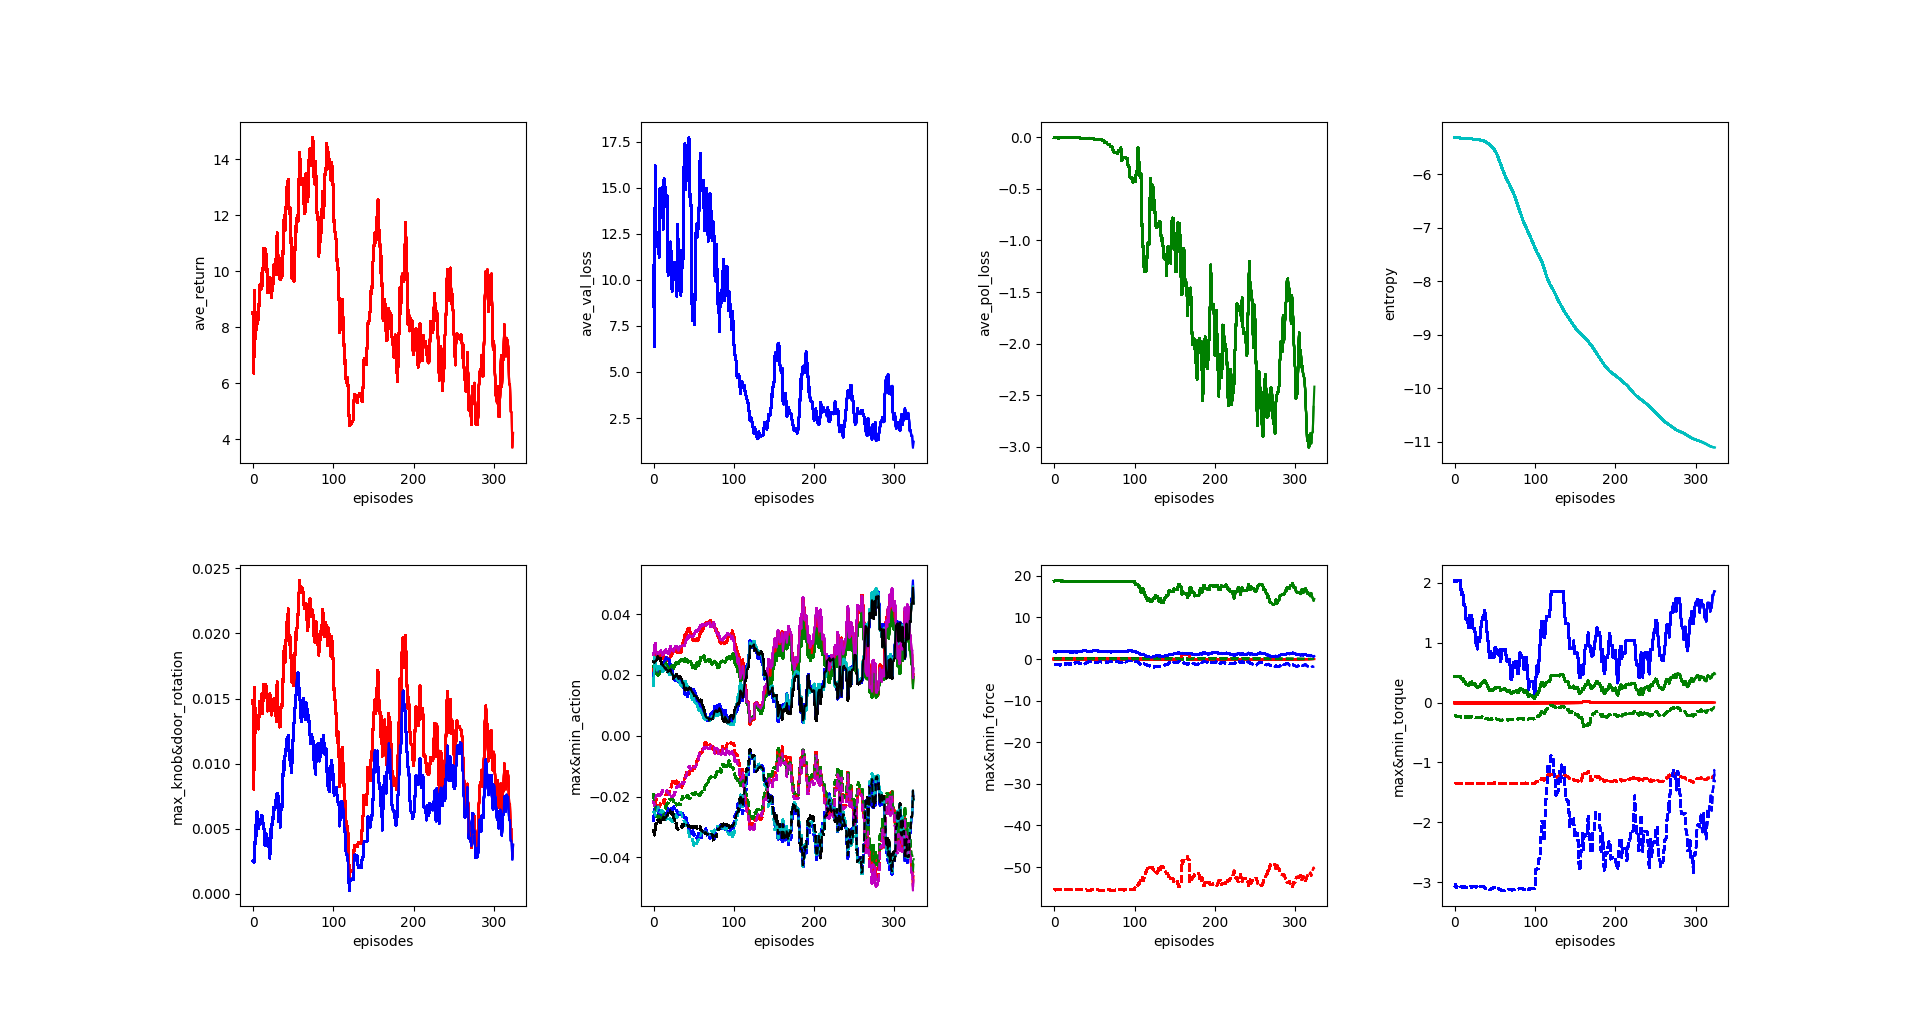 ave_return
14
12
10
8
6
4
0 100 200 300
episodes
ave_val_loss
17.5
15.0
12.5
10.0
7.5
5.0
2.5
0 100 200 300
episodes
ave_pol_loss
0.0
−0.5
−1.0
−1.5
−2.0
−2.5
−3.0
0 100 200 300
episodes
entropy
−6
−7
−8
−9
−10
−11
0 100 200 300
episodes
max_knob&door_rotation
0.025
0.020
0.015
0.010
0.005
0.000
0 100 200 300
episodes
max&min_action
0.04
0.02
0.00
−0.02
−0.04
0 100 200 300
episodes
max&min_force
20
10
0
−10
−20
−30
−40
−50
0 100 200 300
episodes
max&min_torque
2
1
0
−1
−2
−3
0 100 200 300
episodes